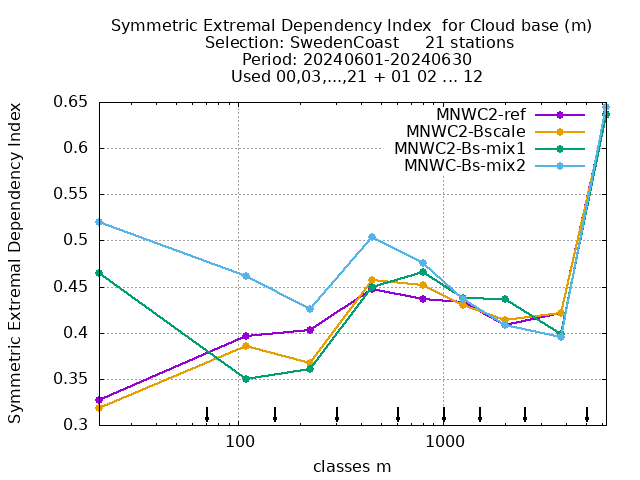 Symmetric Extremal Dependency Index  for Cloud base (m)
Selection: SwedenCoast     21 stations
Period: 20240601-20240630
Used 00,03,...,21 + 01 02 ... 12
MNWC2-ref
MNWC2-Bscale
MNWC2-Bs-mix1
MNWC-Bs-mix2
Symmetric Extremal Dependency Index
0.65
0.6
0.55
0.5
0.45
0.4
0.35
0.3
100 1000
classes m